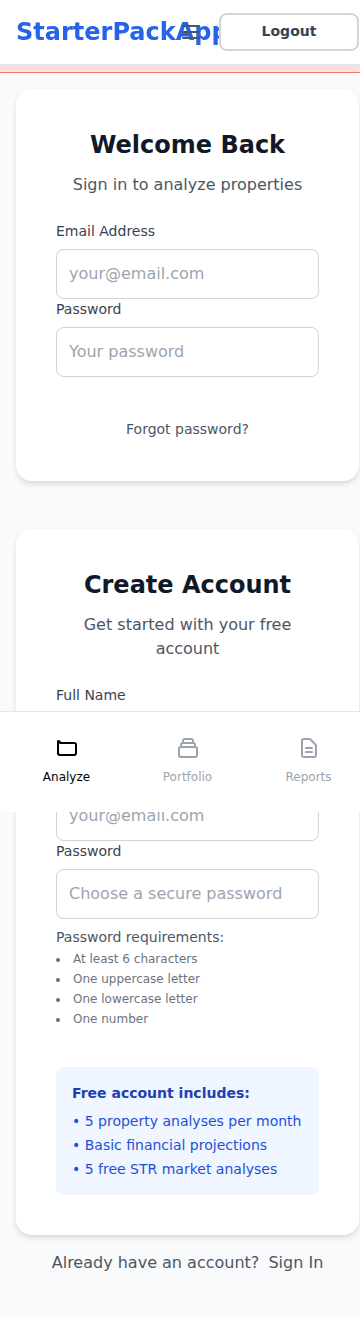 StarterPackApp
Logout
Welcome Back
Sign in to analyze properties
Email Address
your@email.com
Password
Your password
Forgot password?
Create Account
Get started with your free
account
Full Name
Analyze
Portfolio
Reports
your@email.com
Password
Choose a secure password
Password requirements:
• At least 6 characters
• One uppercase letter
• One lowercase letter
• One number
Free account includes:
• 5 property analyses per month
• Basic financial projections
• 5 free STR market analyses
Already have an account? Sign In